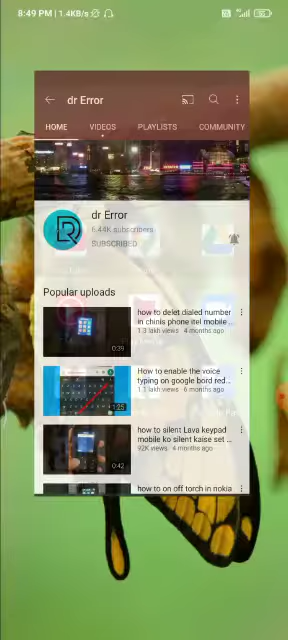 8:49 PM | 1.4KB/s
dr Error
HOME VIDEOS PLAYLISTS COMMUNITY
dr Error
6.44K subscribers
SUBSCRIBED
Popular uploads
how to delet dialed number
in chinis phone itel mobile ...
1.3 lakh views · 4 months ago
0:39
How to enable the voice
typing on google bord red...
1.1 lakh views · 6 months ago
1:25
how to silent Lava keypad
mobile ko silent kaise set ...
92K views · 4 months ago
0:42
how to on off torch in nokia